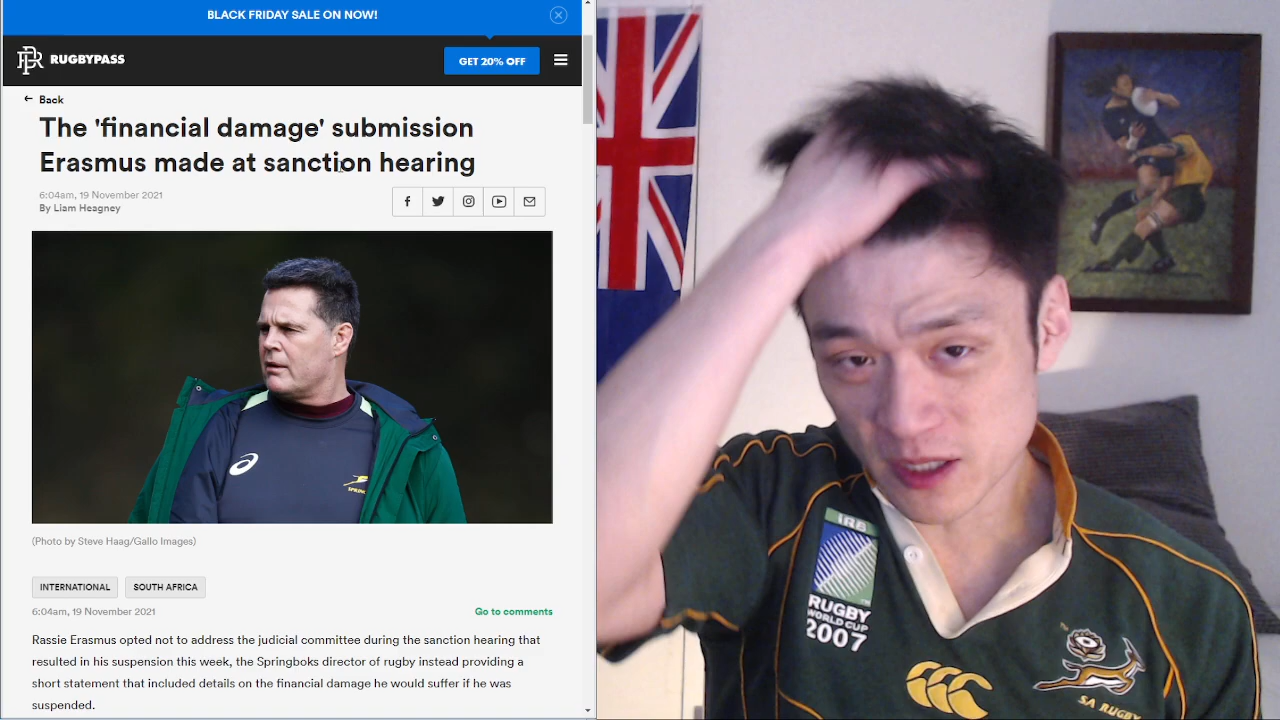 BLACK FRIDAY SALE ON NOW!
RUGBYPASS
GET 20% OFF
Back
The 'financial damage' submission
Erasmus made at sanction hearing
6:04am, 19 November 2021
By Liam Heagney
SPRING
(Photo by Steve Haag/Gallo Images)
INTERNATIONAL
SOUTH AFRICA
6:04am, 19 November 2021
Go to comments
Rassie Erasmus opted not to address the judicial committee during the sanction hearing that
resulted in his suspension this week, the Springboks director of rugby instead providing a
short statement that included details on the financial damage he would suffer if he was
suspended.
IRB
RUGBY
WORLD CUP
2007
SA RUGBY